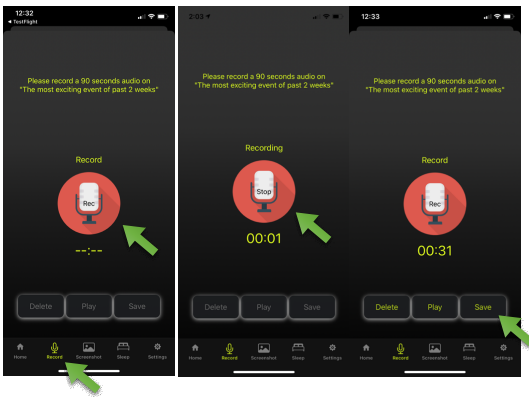 12:32
◀ TestFlight
Please record a 90 seconds audio on
"The most exciting event of past 2 weeks"
Record
Rec
--:--
Delete Play Save
Home Record Screenshot Sleep Settings
2:03
Please record a 90 seconds audio on
"The most exciting event of past 2 weeks"
Recording
Stop
00:01
Delete Play Save
Home Record Screenshot Sleep Settings
12:33
Please record a 90 seconds audio on
"The most exciting event of past 2 weeks"
Record
Rec
00:31
Delete Play Save
Home Record Screenshot Sleep Settings